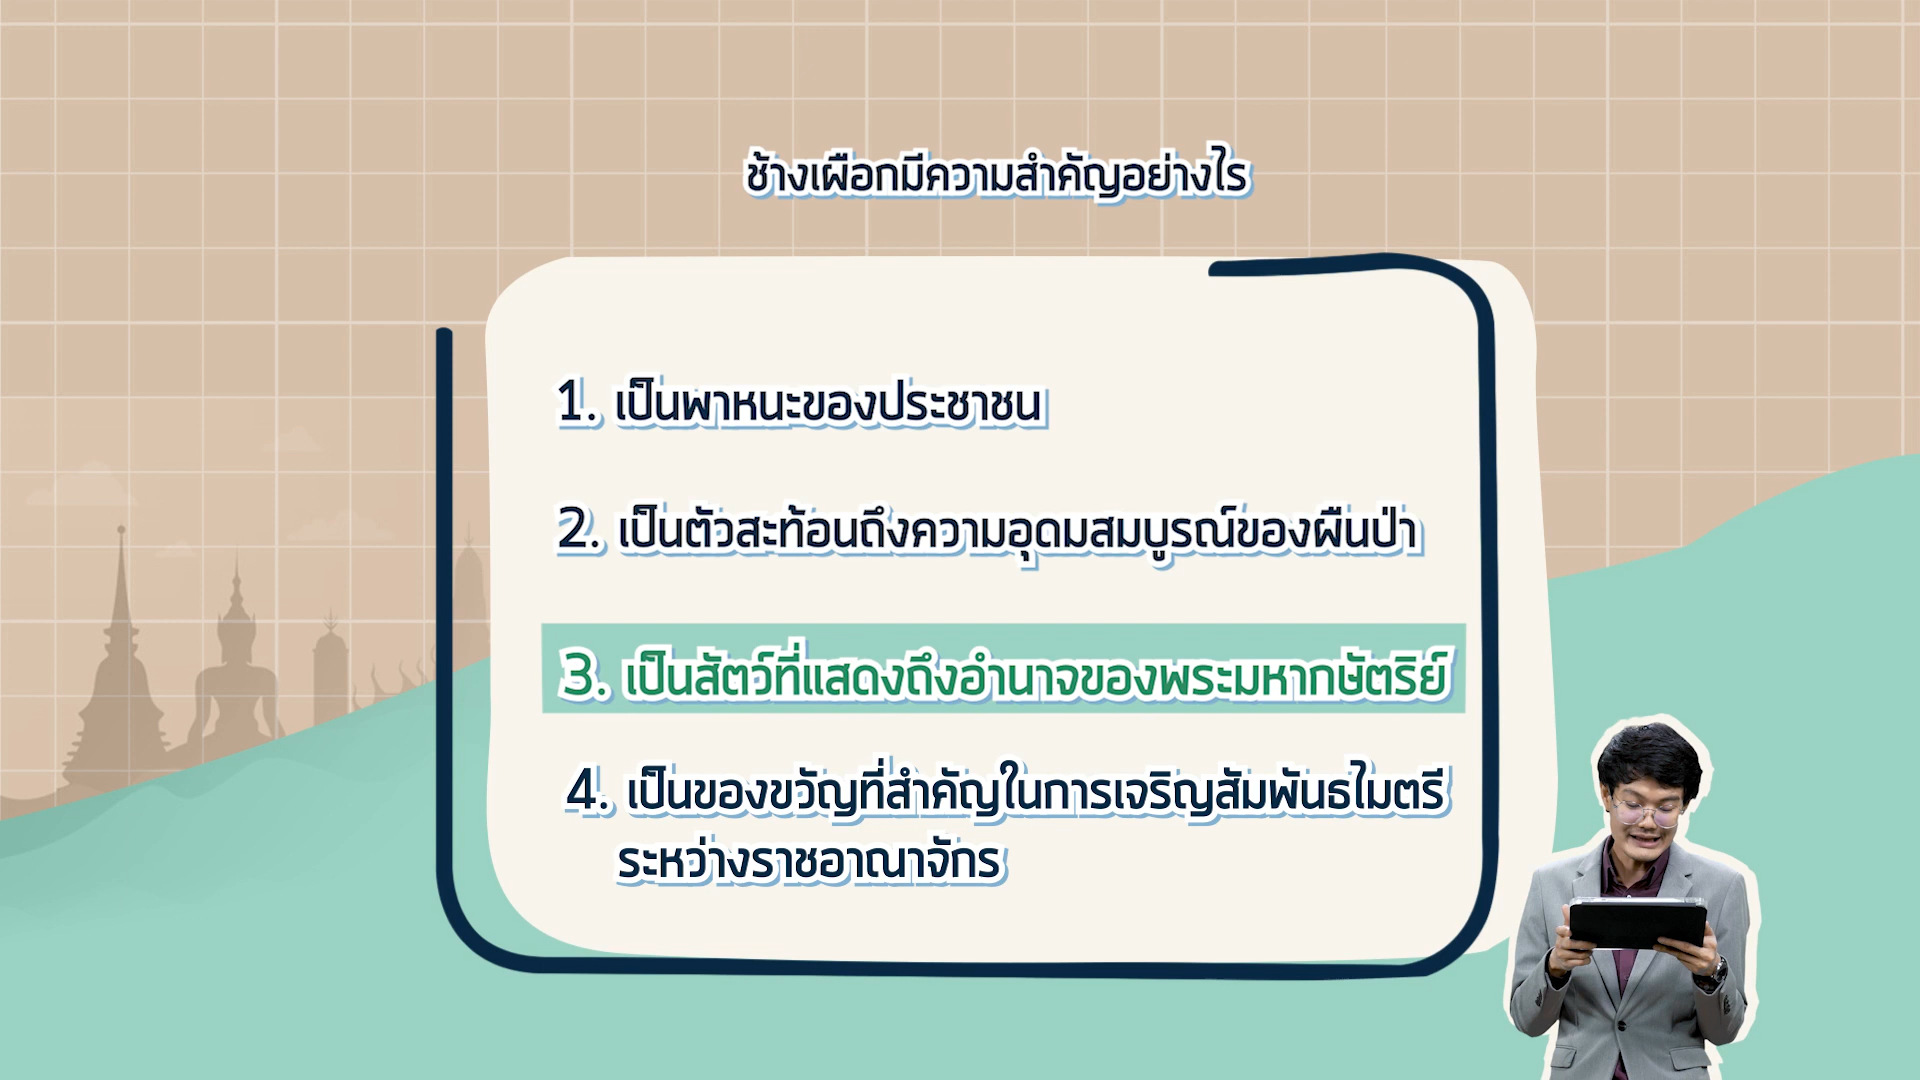 ช้างเผือกมีความสำคัญอย่างไร
1. เป็นพาหนะของประชาชน
2. เป็นตัวสะท้อนถึงความอุดมสมบูรณ์ของผืนป่า
3. เป็นสัตว์ที่แสดงถึงอำนาจของพระมหากษัตริย์
4. เป็นของขวัญที่สำคัญในการเจริญสัมพันธไมตรี
ระหว่างราชอาณาจักร